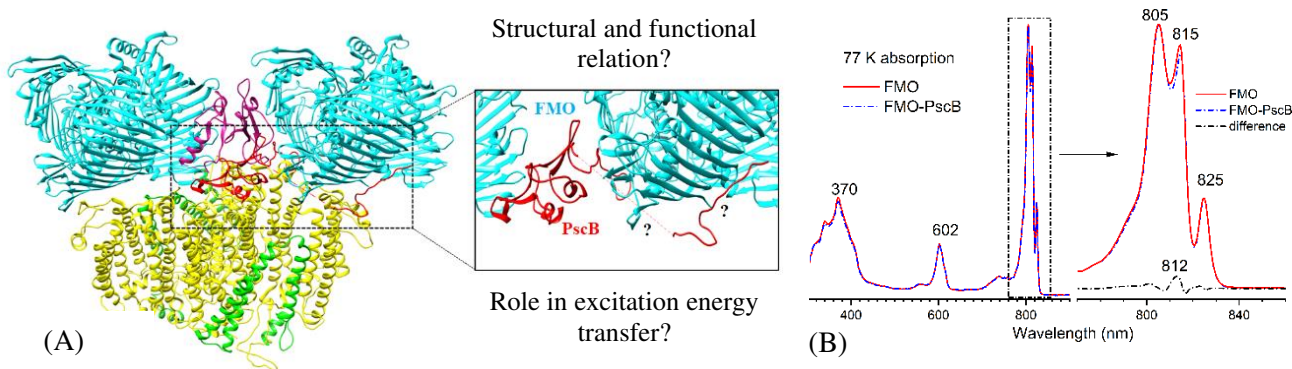 Structural and functional
relation?
FMO
PscB
?
?
Role in excitation energy
transfer?
(A)
77 K absorption
FMO
FMO-PscB
370
602
400
600
800
805
815
825
812
FMO
FMO-PscB
difference
800
840
Wavelength (nm)
(B)